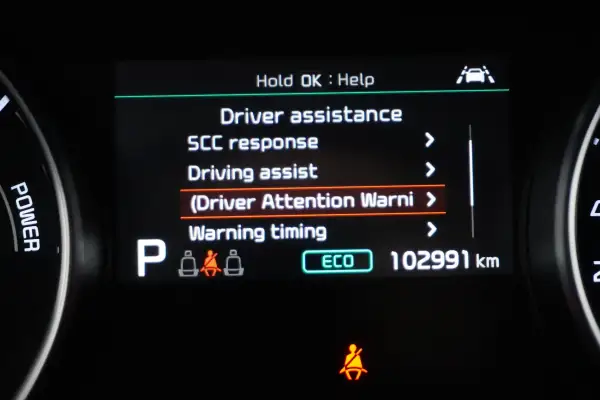 Hold OK : Help
Driver assistance
SCC response
Driving assist
(Driver Attention Warni
Warning timing
P
ECO
102991 km
POWER